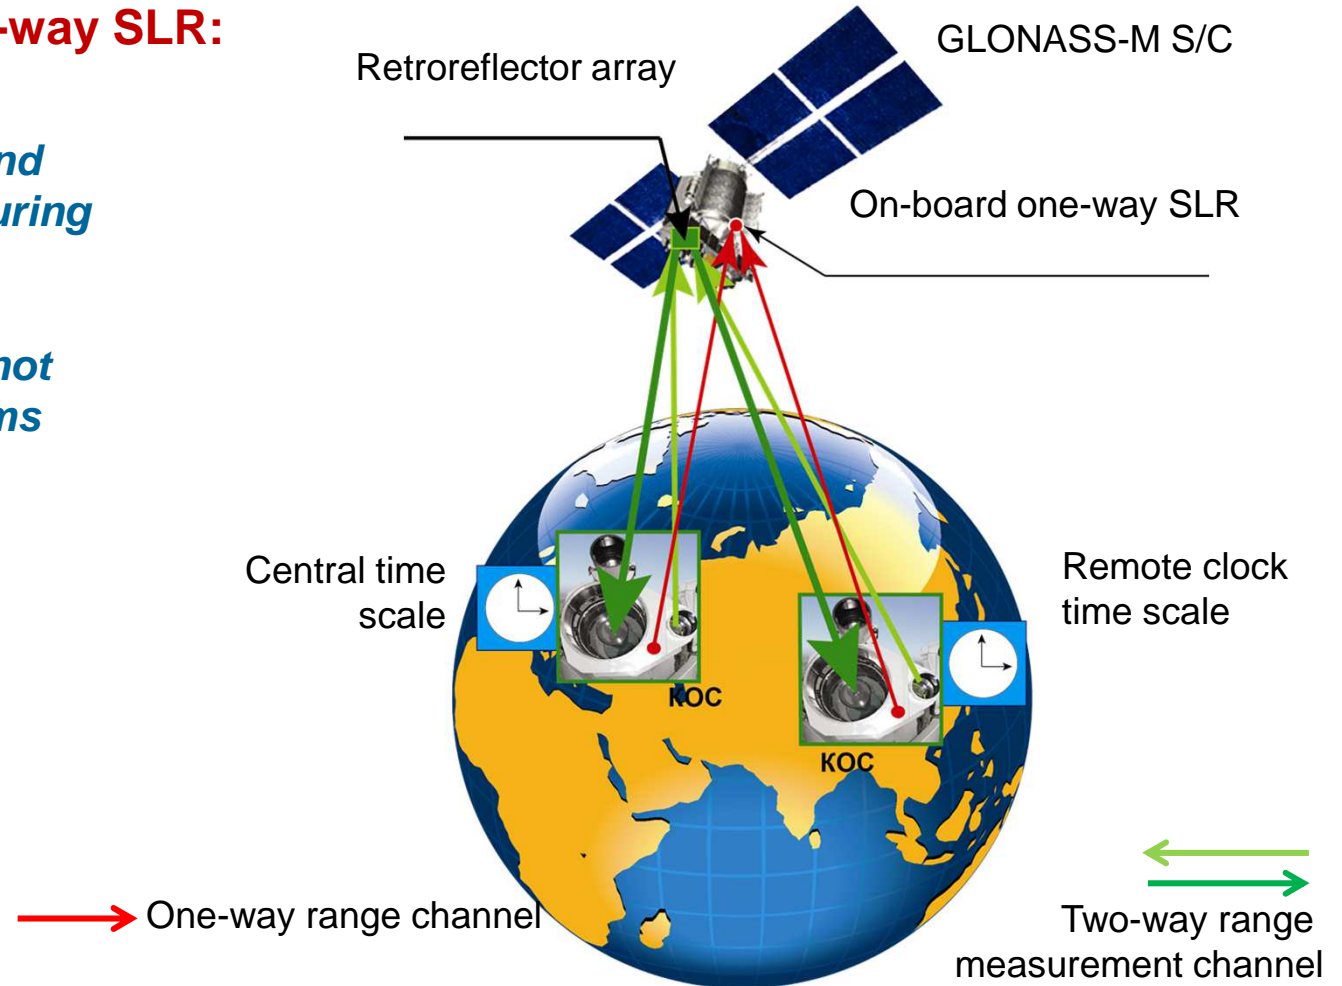 -way SLR:
nd
uring
not
ms
GLONASS-M S/C
Retroreflector array
On-board one-way SLR
Central time
scale
Remote clock
time scale
КОС
КОС
One-way range channel
Two-way range
measurement channel